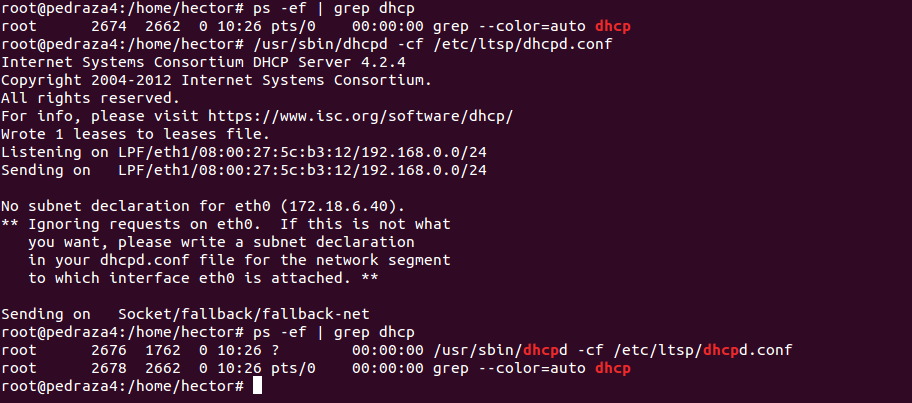 root@pedraza4:/home/hector# ps -ef | grep dhcp
root      2674  2662  0 10:26 pts/0    00:00:00 grep --color=auto dhcp
root@pedraza4:/home/hector# /usr/sbin/dhcpd -cf /etc/ltsp/dhcpd.conf
Internet Systems Consortium DHCP Server 4.2.4
Copyright 2004-2012 Internet Systems Consortium.
All rights reserved.
For info, please visit https://www.isc.org/software/dhcp/
Wrote 1 leases to leases file.
Listening on LPF/eth1/08:00:27:5c:b3:12/192.168.0.0/24
Sending on   LPF/eth1/08:00:27:5c:b3:12/192.168.0.0/24

No subnet declaration for eth0 (172.18.6.40).
** Ignoring requests on eth0.  If this is not what
   you want, please write a subnet declaration
   in your dhcpd.conf file for the network segment
   to which interface eth0 is attached. **

Sending on   Socket/fallback/fallback-net
root@pedraza4:/home/hector# ps -ef | grep dhcp
root      2676  1762  0 10:26 ?        00:00:00 /usr/sbin/dhcpd -cf /etc/ltsp/dhcpd.conf
root      2678  2662  0 10:26 pts/0    00:00:00 grep --color=auto dhcp
root@pedraza4:/home/hector#